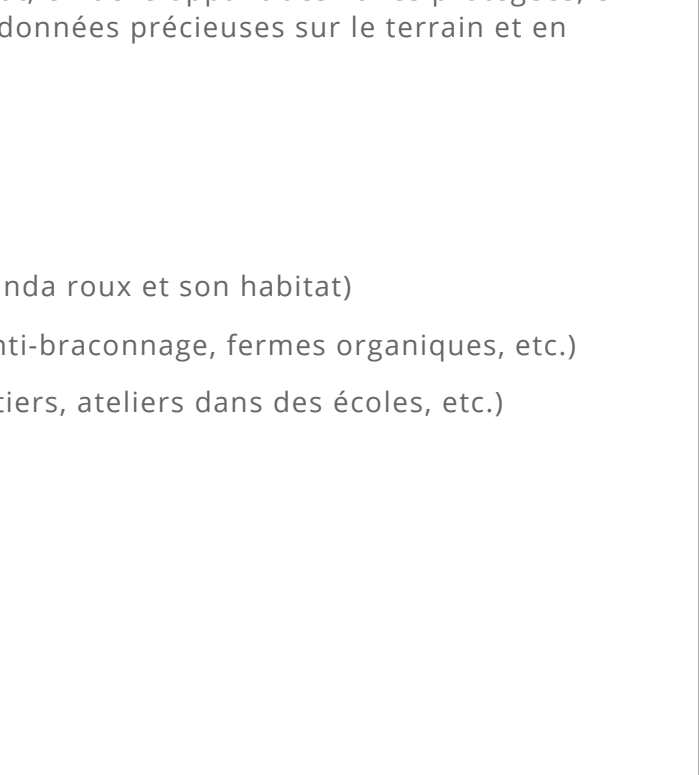 données précieuses sur le terrain et en
nda roux et son habitat)
nti-braconnage, fermes organiques, etc.)
tiers, ateliers dans des écoles, etc.)